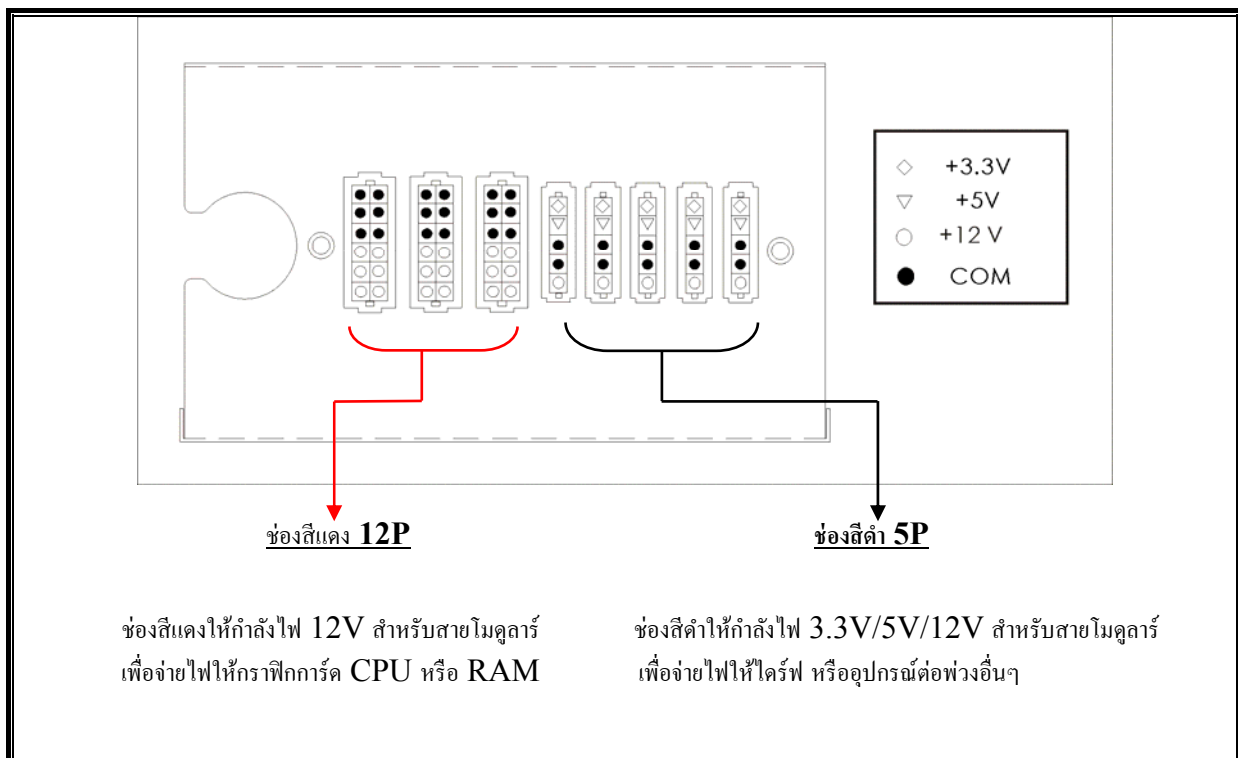 +3.3V
+5V
+12 V
COM
ช่องสีแดง 12P
ช่องสีดำ 5P
ช่องสีแดงให้กำลังไฟ 12V สำหรับสายโมดูลาร์
เพื่อจ่ายไฟให้กราฟิกการ์ด CPU หรือ RAM
ช่องสีดำให้กำลังไฟ 3.3V/5V/12V สำหรับสายโมดูลาร์
เพื่อจ่ายไฟให้ไดร์ฟ หรืออุปกรณ์ต่อพ่วงอื่นๆ